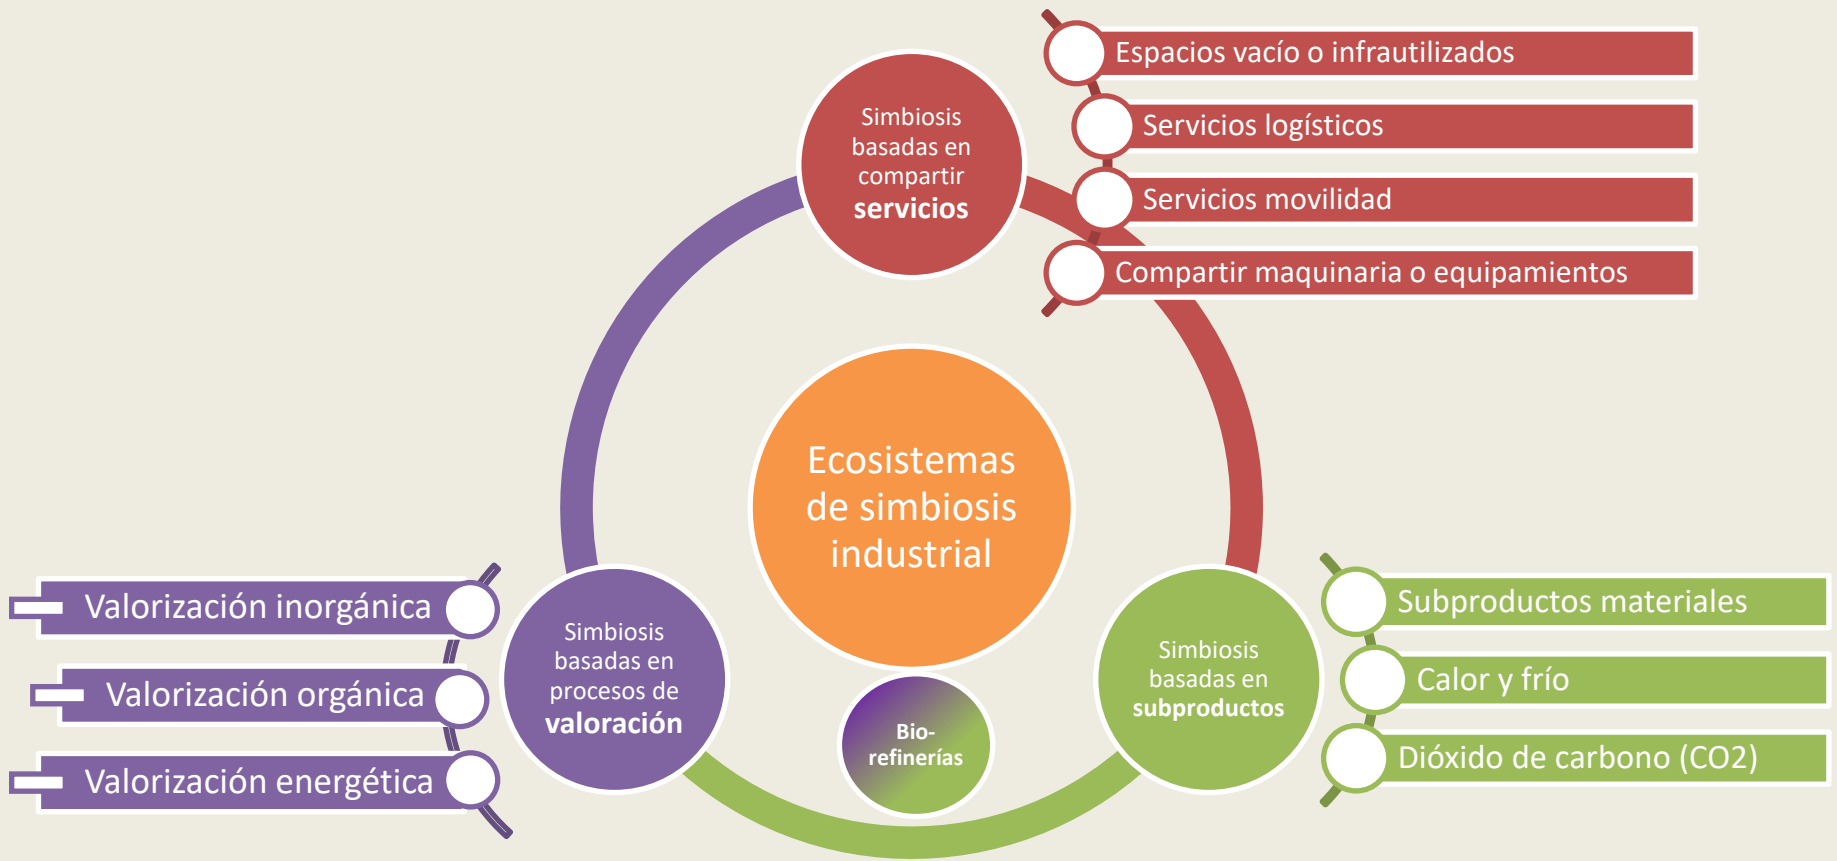 Simbiosis
basadas en
compartir
servicios
Espacios vacío o infrautilizados
Servicios logísticos
Servicios movilidad
Compartir maquinaria o equipamientos
Ecosistemas
de simbiosis
industrial
Valorización inorgánica
Valorización orgánica
Valorización energética
Simbiosis
basadas en
procesos de
valoración
Bio-
refinerías
Simbiosis
basadas en
subproductos
Subproductos materiales
Calor y frío
Dióxido de carbono (CO2)